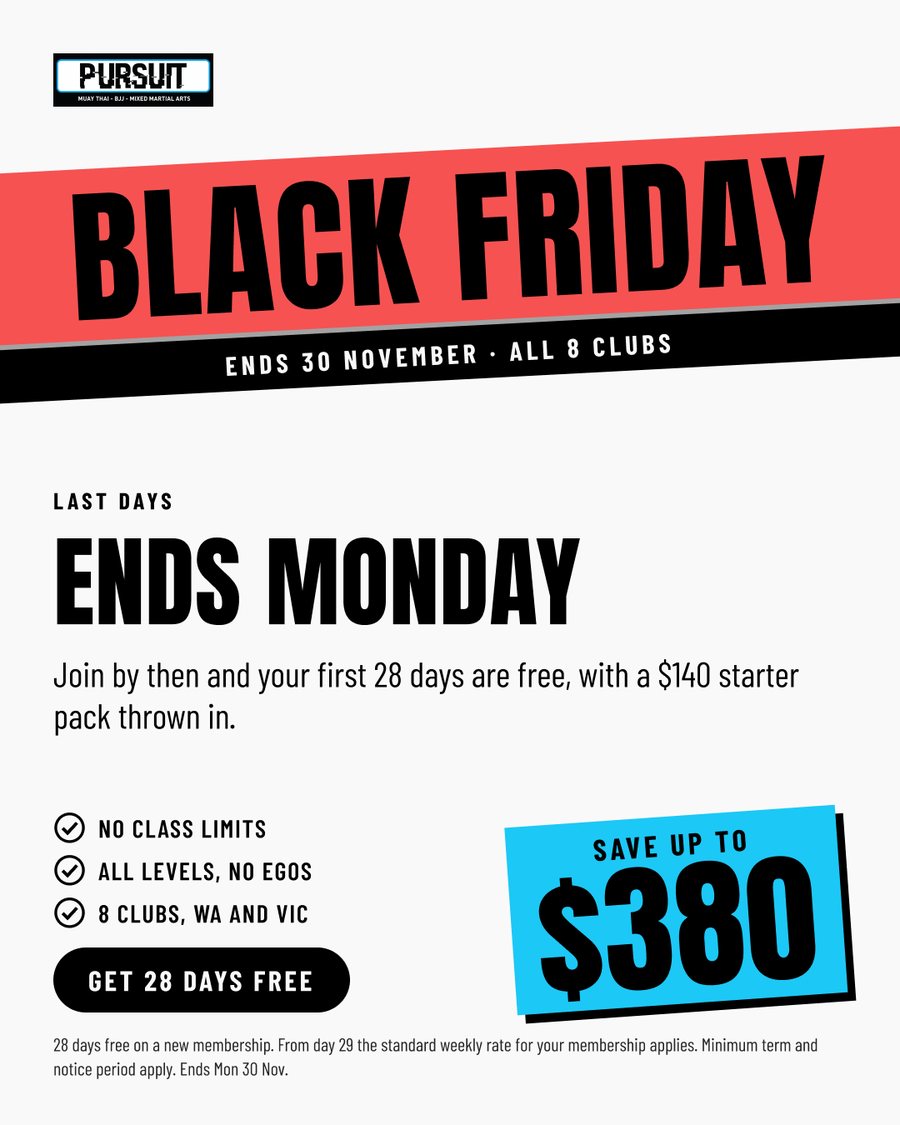 PURSUIT
MUAY THAI - BJJ - MIXED MARTIAL ARTS
BLACK FRIDAY
ENDS 30 NOVEMBER · ALL 8 CLUBS
LAST DAYS
ENDS MONDAY
Join by then and your first 28 days are free, with a $140 starter
pack thrown in.
NO CLASS LIMITS
ALL LEVELS, NO EGOS
8 CLUBS, WA AND VIC
GET 28 DAYS FREE
SAVE UP TO
$380
28 days free on a new membership. From day 29 the standard weekly rate for your membership applies. Minimum term and
notice period apply. Ends Mon 30 Nov.